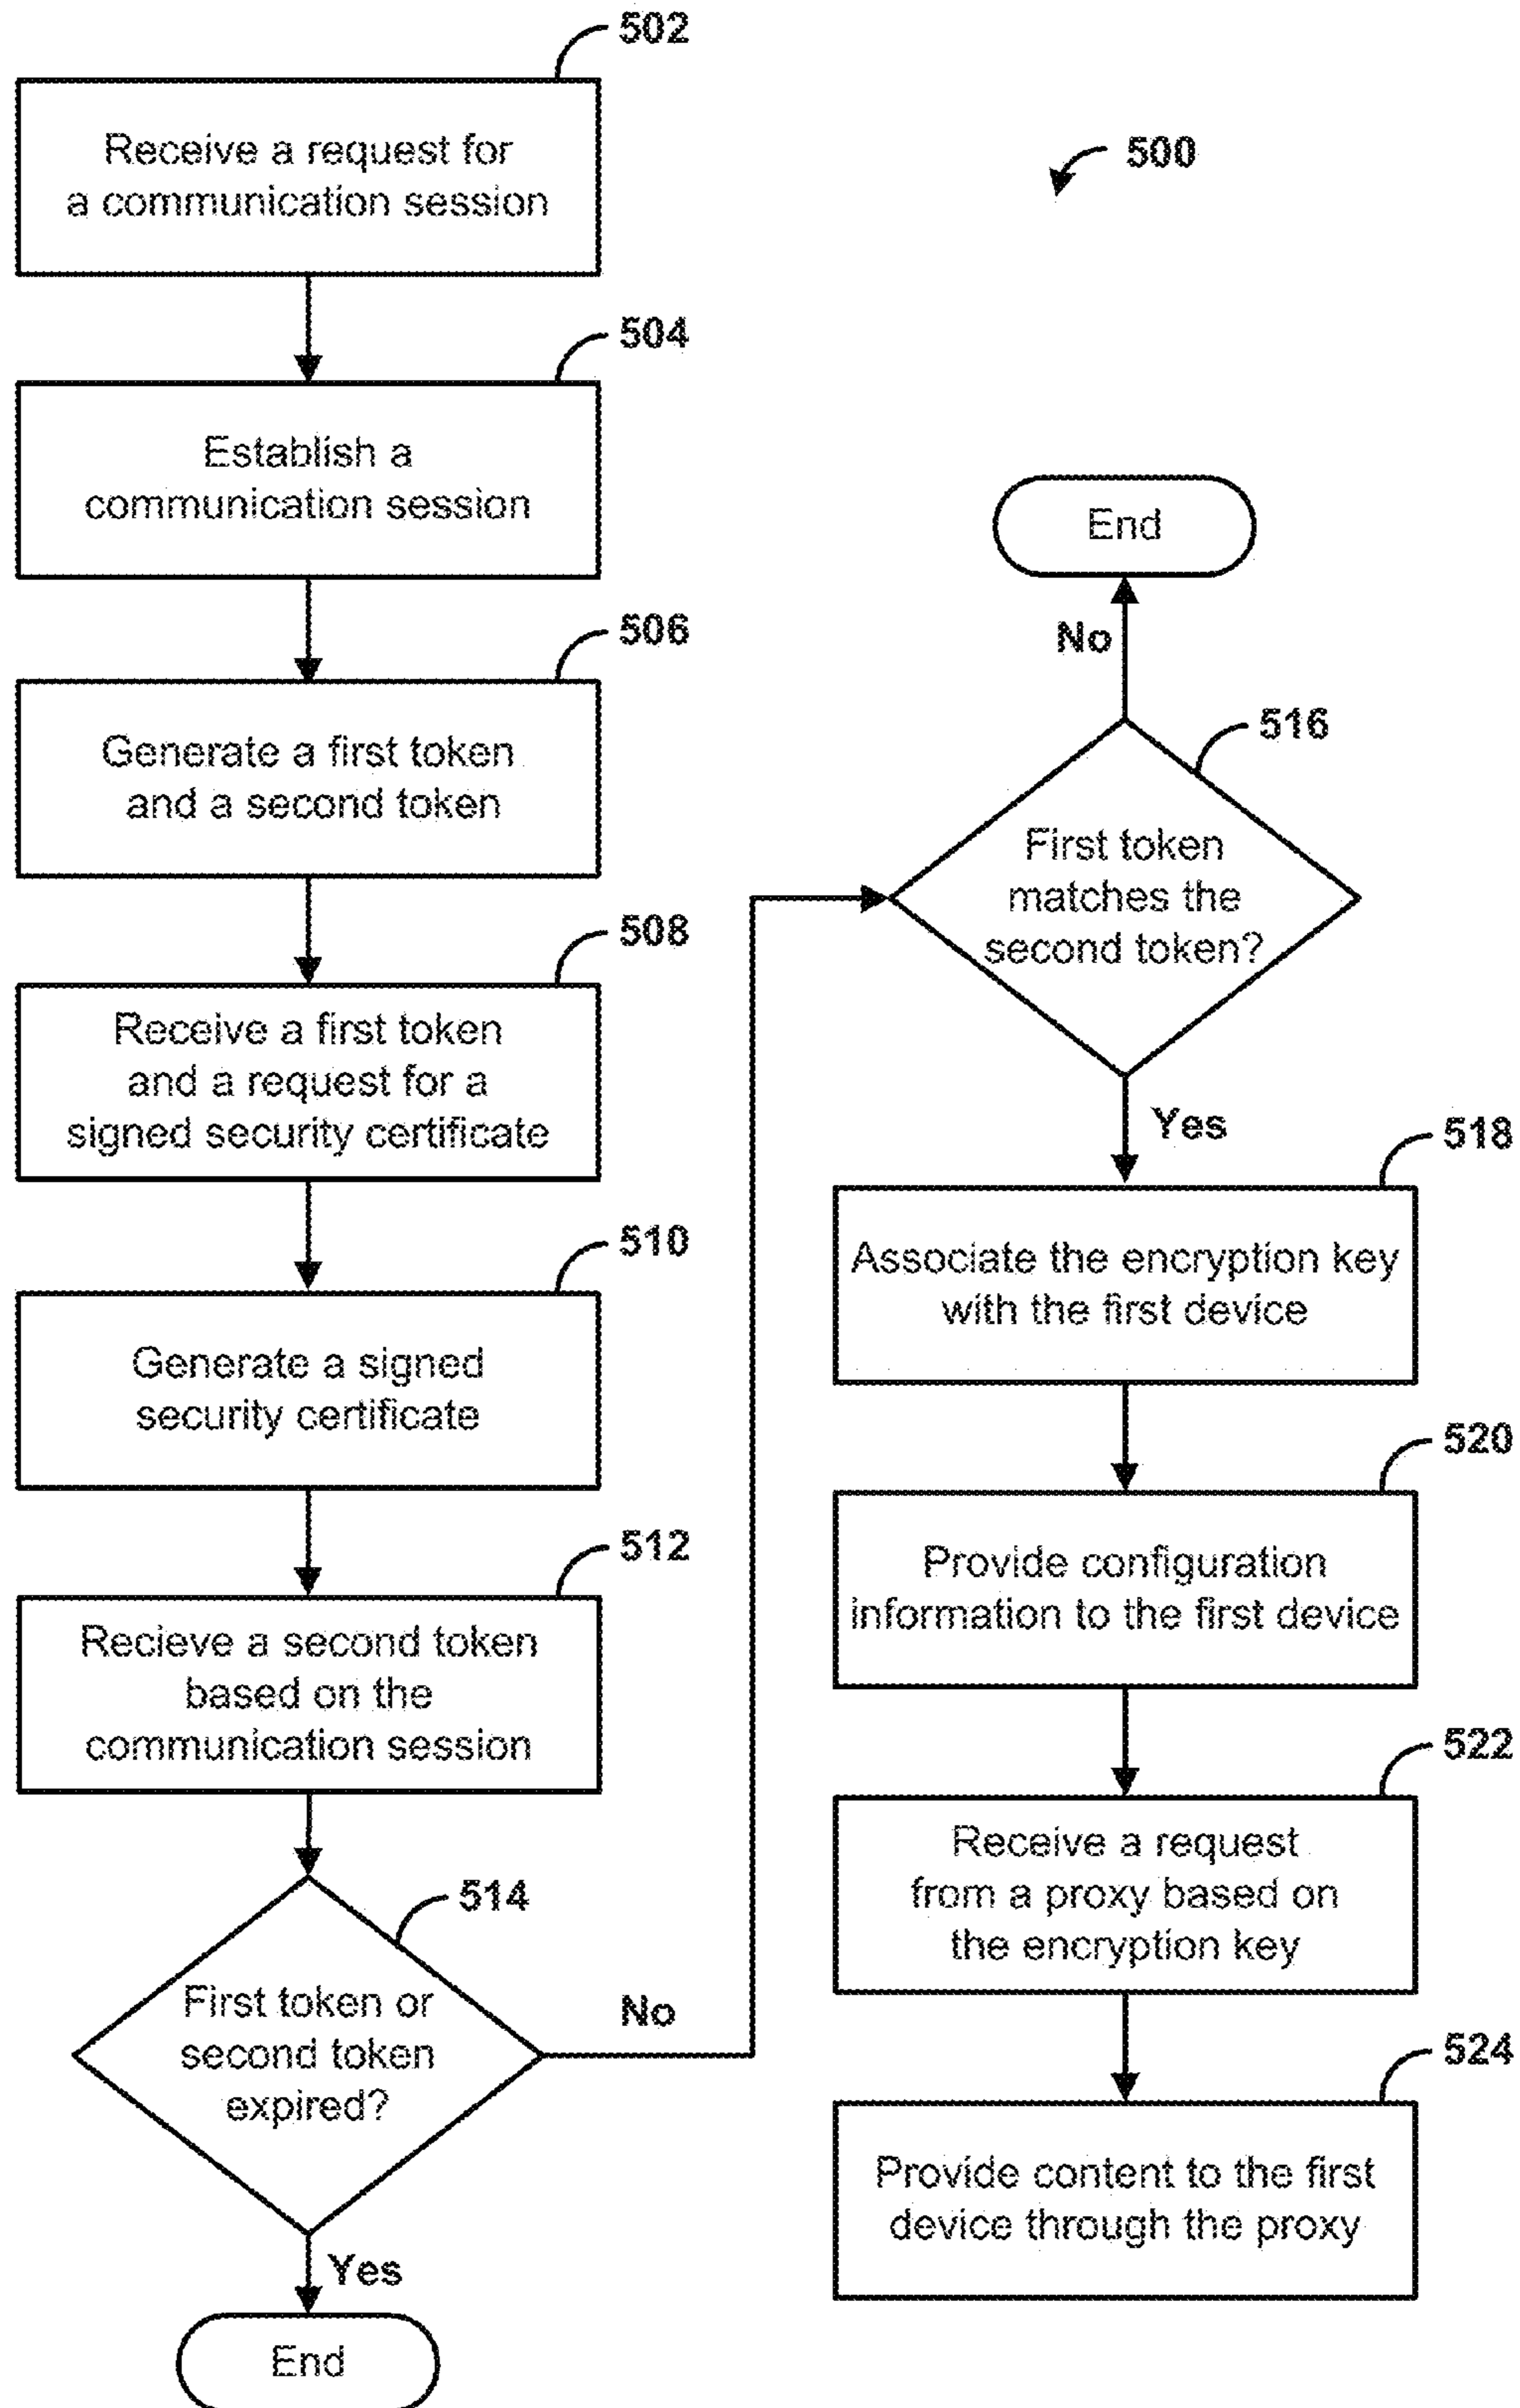 502
Receive a request for
a communication session
504
Establish a
communication session
506
Generate a first token
and a second token
508
Receive a first token
and a request for a
signed security certificate
510
Generate a signed
security certificate
512
Recieve a second token
based on the
communication session
514
First token or
second token
expired?
No
Yes
End
500
End
No
516
First token
matches the
second token?
Yes
518
Associate the encryption key
with the first device
520
Provide configuration
information to the first device
522
Receive a request
from a proxy based on
the encryption key
524
Provide content to the first
device through the proxy